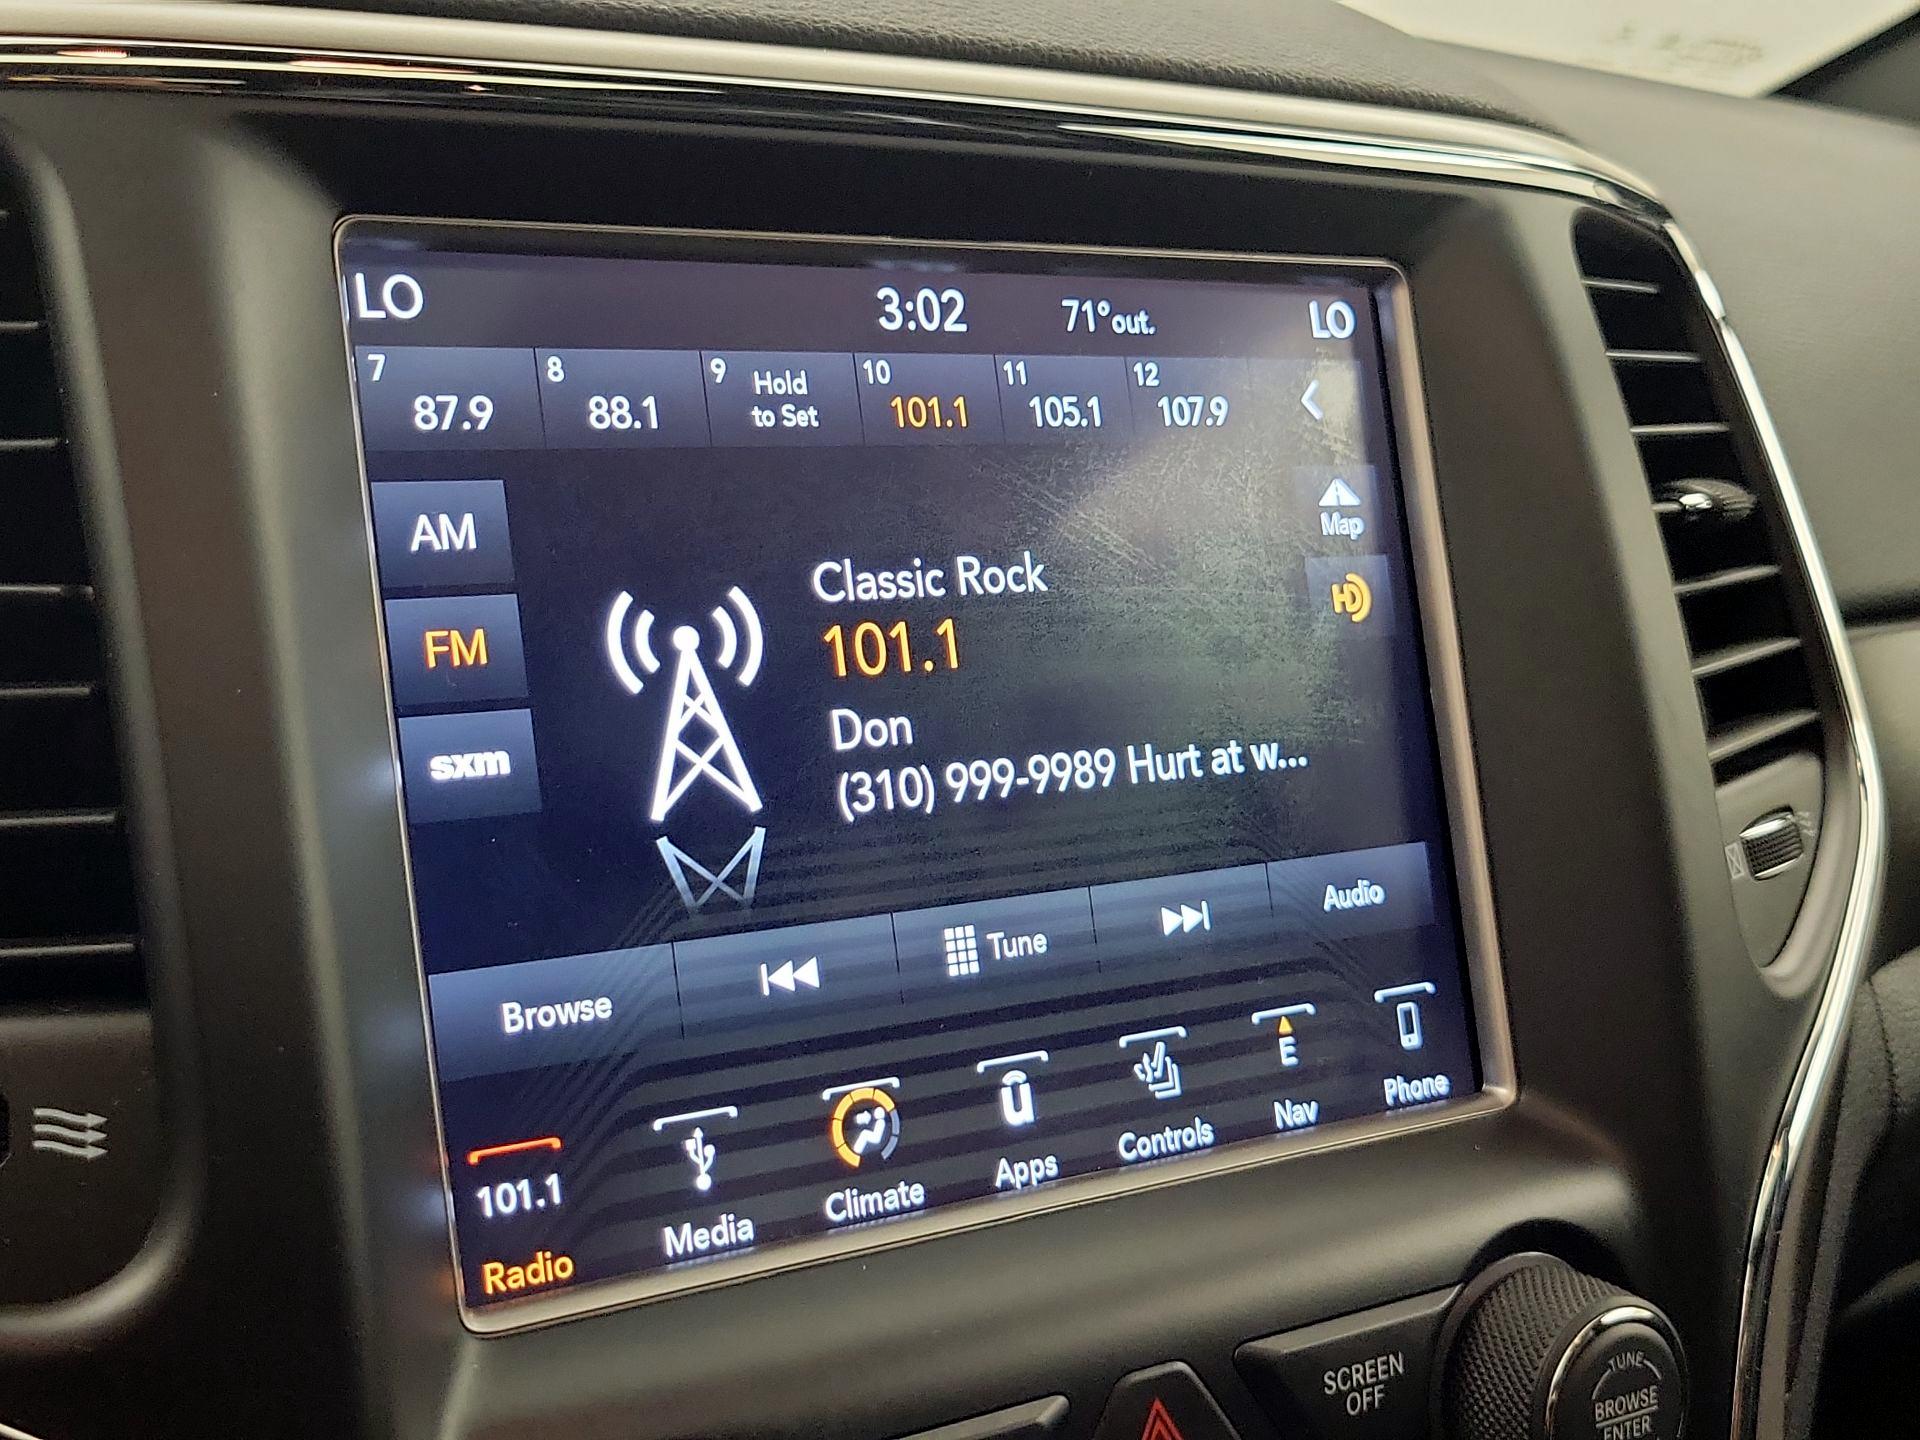 LO 3:02 71° out. LO
7 8 9 Hold 10 11 12
87.9 88.1 to Set 101.1 105.1 107.9
AM
Map
HD
Classic Rock
FM 101.1
Don
sxm (310) 999-9989 Hurt at w...
Browse Tune Audio
E
101.1 Media Climate Apps Controls Nav Phone
Radio
SCREEN
OFF
TUNE
BROWSE
ENTER